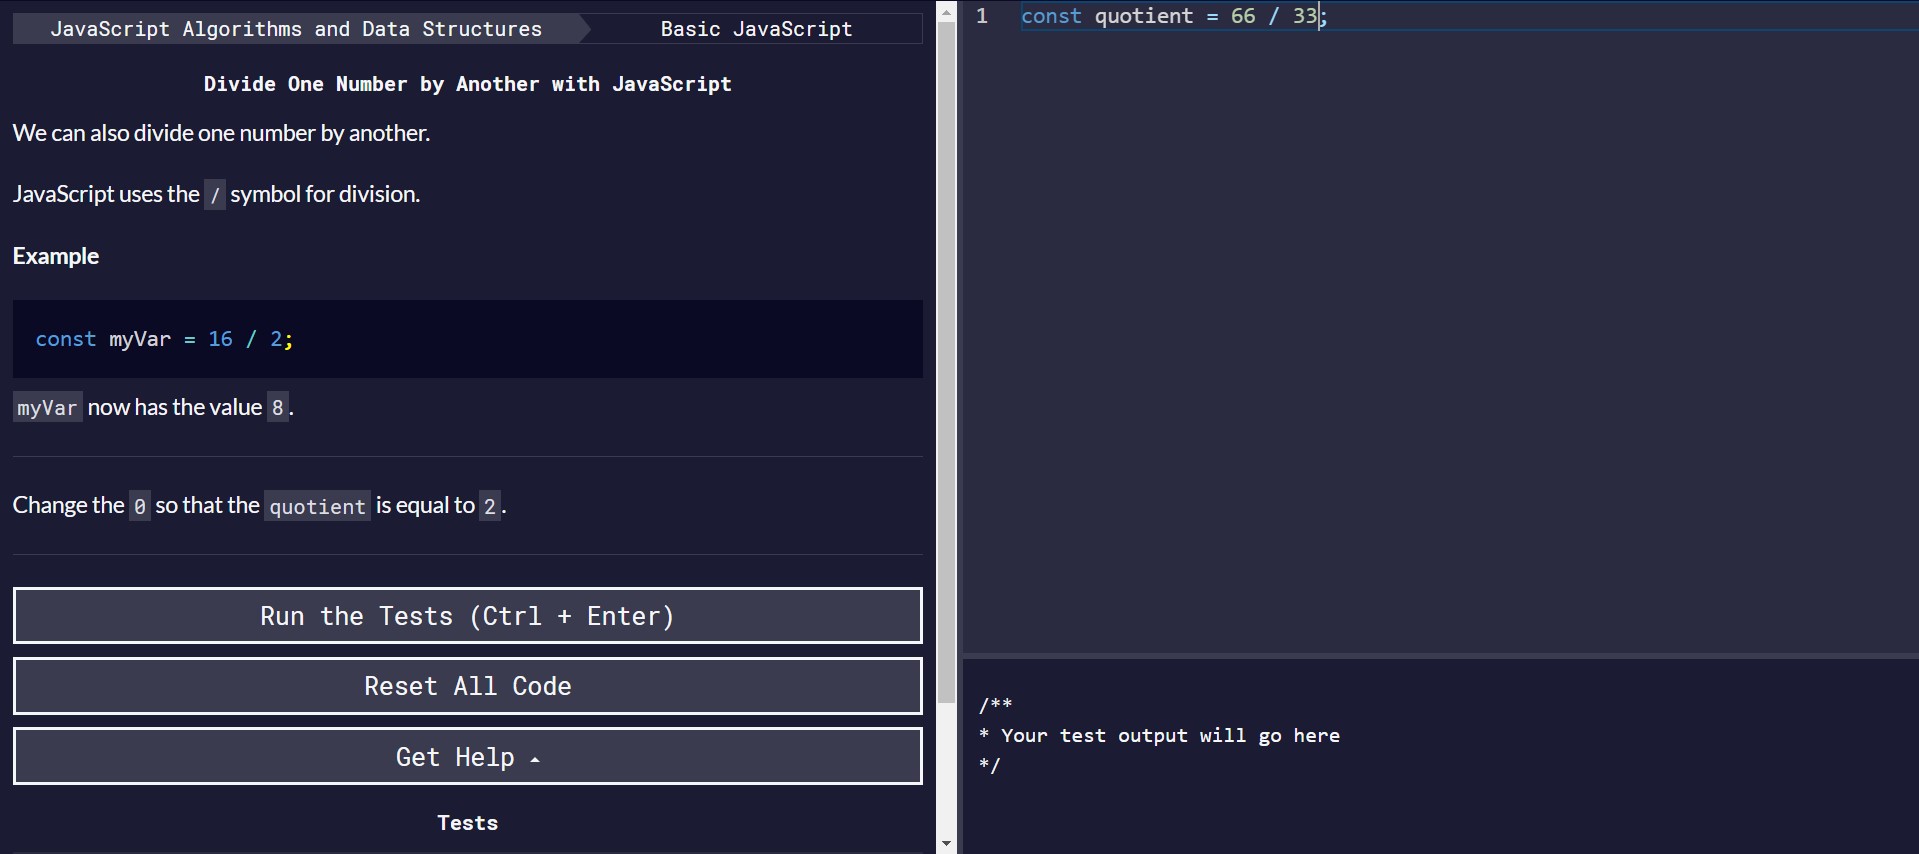 JavaScript Algorithms and Data Structures
Basic JavaScript
Divide One Number by Another with JavaScript
We can also divide one number by another.
JavaScript uses the / symbol for division.
Example
const myVar = 16 / 2;
myVar now has the value 8.
Change the 0 so that the quotient is equal to 2.
Run the Tests (Ctrl + Enter)
Reset All Code
Get Help
Tests
1 const quotient = 66 / 33;
/**
* Your test output will go here
*/